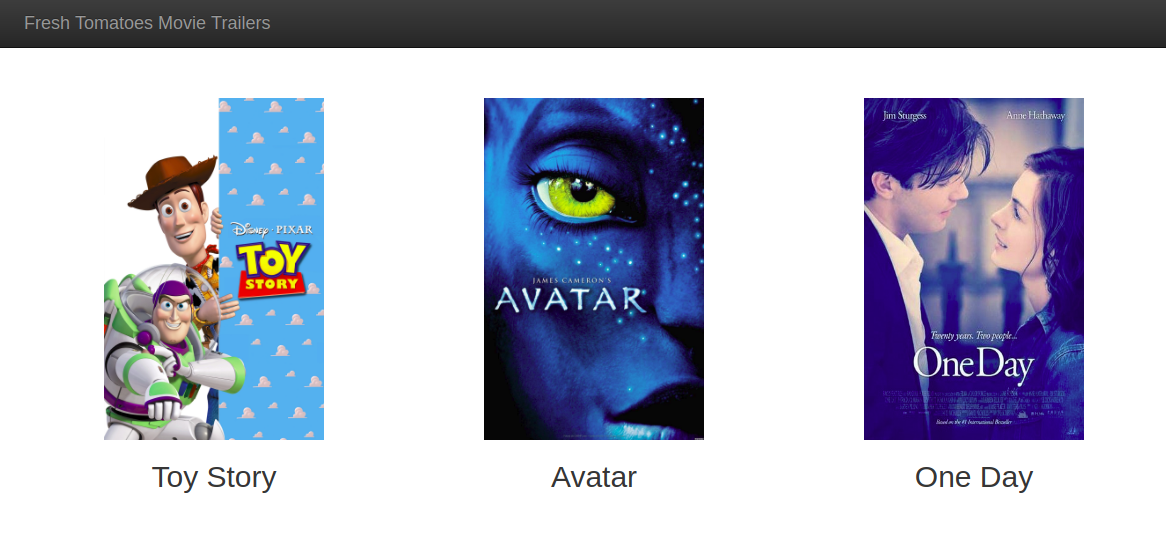 Fresh Tomatoes Movie Trailers
Disney · PIXAR
TOY
STORY
Toy Story
JAMES CAMERON'S
AVATAR
Avatar
Jim Sturgess
Anne Hathaway
Twenty years. Two people...
One Day
Based on the #1 International Bestseller
One Day